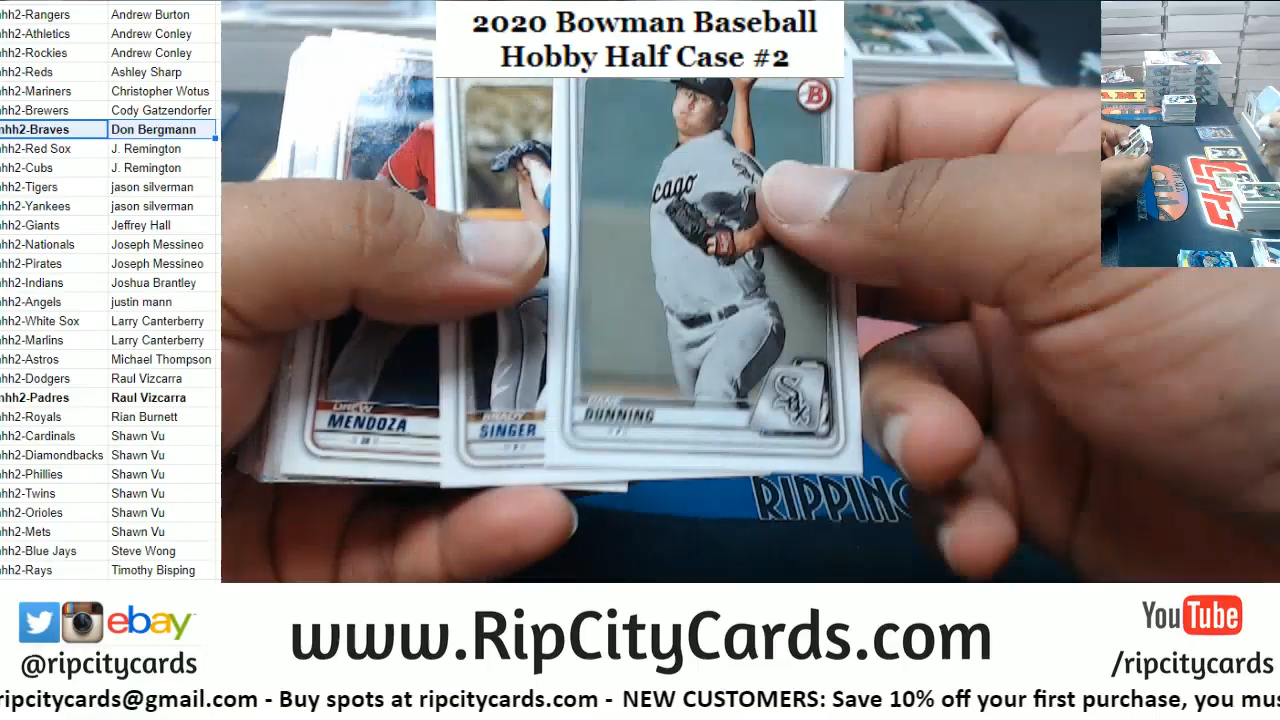 2020 Bowman Baseball
Hobby Half Case #2
hh2-Rangers Andrew Burton
hh2-Athletics Andrew Conley
hh2-Rockies Andrew Conley
hh2-Reds Ashley Sharp
hh2-Mariners Christopher Wotus
hh2-Brewers Cody Gatzendorfer
hh2-Braves Don Bergmann
hh2-Red Sox J. Remington
hh2-Cubs J. Remington
hh2-Tigers jason silverman
hh2-Yankees jason silverman
hh2-Giants Jeffrey Hall
hh2-Nationals Joseph Messineo
hh2-Pirates Joseph Messineo
hh2-Indians Joshua Brantley
hh2-Angels justin mann
hh2-White Sox Larry Canterberry
hh2-Marlins Larry Canterberry
hh2-Astros Michael Thompson
hh2-Dodgers Raul Vizcarra
hh2-Padres Raul Vizcarra
hh2-Royals Rian Burnett
hh2-Cardinals Shawn Vu
hh2-Diamondbacks Shawn Vu
hh2-Phillies Shawn Vu
hh2-Twins Shawn Vu
hh2-Orioles Shawn Vu
hh2-Mets Shawn Vu
hh2-Blue Jays Steve Wong
hh2-Rays Timothy Bisping
B
cago
DREW
MENDOZA
BRADY
SINGER
DANE
DUNNING
SOX
RIPPING
ebay
@ripcitycards
www.RipCityCards.com
YouTube
/ripcitycards
ripcitycards@gmail.com - Buy spots at ripcitycards.com - NEW CUSTOMERS: Save 10% off your first purchase, you mus